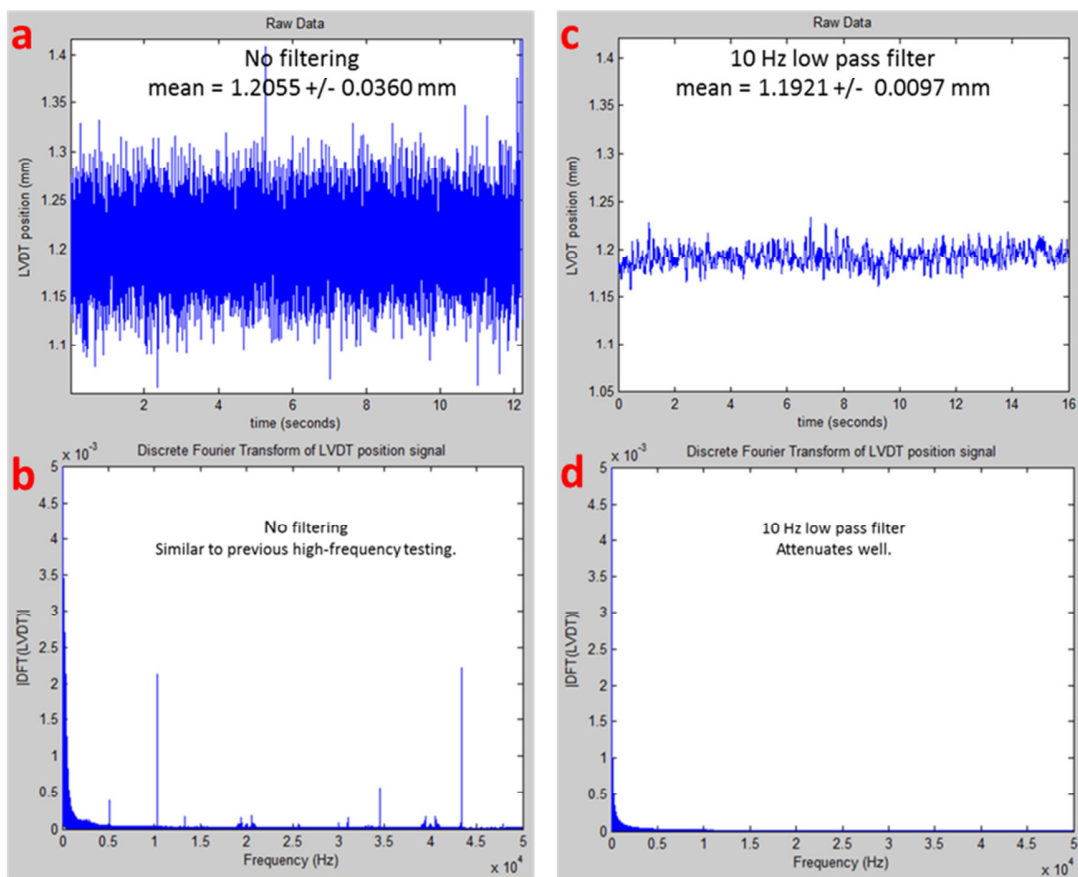 a
Raw Data
No filtering
mean = 1.2055 +/- 0.0360 mm
1.4
1.35
1.3
1.25
1.2
1.15
1.1
LVDT position (mm)
2 4 6 8 10 12
time (seconds)
b
Discrete Fourier Transform of LVDT position signal
x 10⁻³
No filtering
Similar to previous high-frequency testing.
5
4.5
4
3.5
3
2.5
2
1.5
1
0.5
0
|DFT(LVDT)|
0 0.5 1 1.5 2 2.5 3 3.5 4 4.5 5
Frequency (Hz)
x 10⁴
c
Raw Data
10 Hz low pass filter
mean = 1.1921 +/- 0.0097 mm
1.4
1.35
1.3
1.25
1.2
1.15
1.1
1.05
LVDT position (mm)
0 2 4 6 8 10 12 14 16
time (seconds)
d
Discrete Fourier Transform of LVDT position signal
x 10⁻³
10 Hz low pass filter
Attenuates well.
5
4.5
4
3.5
3
2.5
2
1.5
1
0.5
0
|DFT(LVDT)|
0 0.5 1 1.5 2 2.5 3 3.5 4 4.5 5
Frequency (Hz)
x 10⁴